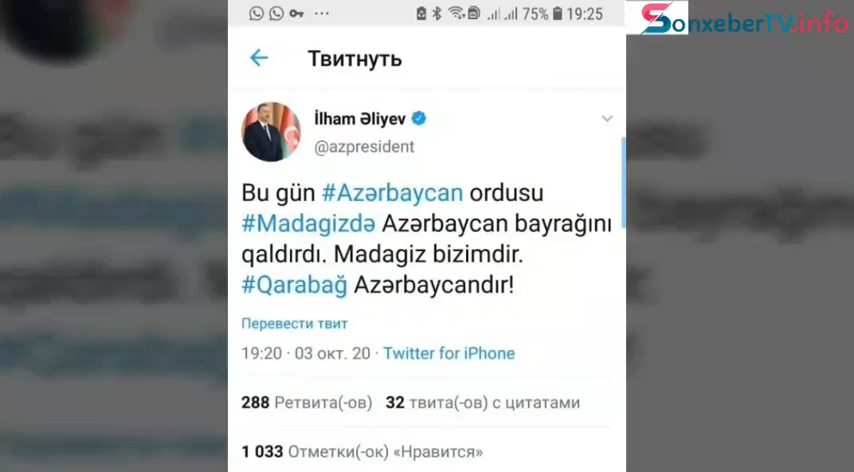 75% 19:25
SonxeberTV.info
Твитнуть
İlham Əliyev
@azpresident
Bu gün #Azərbaycan ordusu
#Madagizdə Azərbaycan bayrağını
qaldırdı. Madagiz bizimdir.
#Qarabağ Azərbaycandır!
Перевести твит
19:20 · 03 окт. 20 · Twitter for iPhone
288 Ретвита(-ов) 32 твита(-ов) с цитатами
1 033 Отметки(-ок) «Нравится»